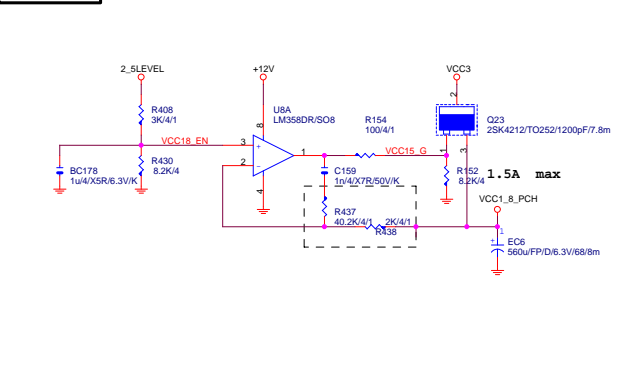 2_5LEVEL
+12V
VCC3
R408
3K/4/1
U8A
LM358DR/SO8
R154
100/4/1
Q23
2SK4212/TO252/1200pF/7.8m
2
8
VCC18_EN
3
+
1
VCC15_G
1
3
BC178
1u/4/X5R/6.3V/K
R430
8.2K/4
2
-
4
C159
1n/4/X7R/50V/K
R152
8.2K/4
1.5A max
VCC1_8_PCH
R437
40.2K/4/1
2K/4/1
R438
+
1
EC6
560u/FP/D/6.3V/68/8m